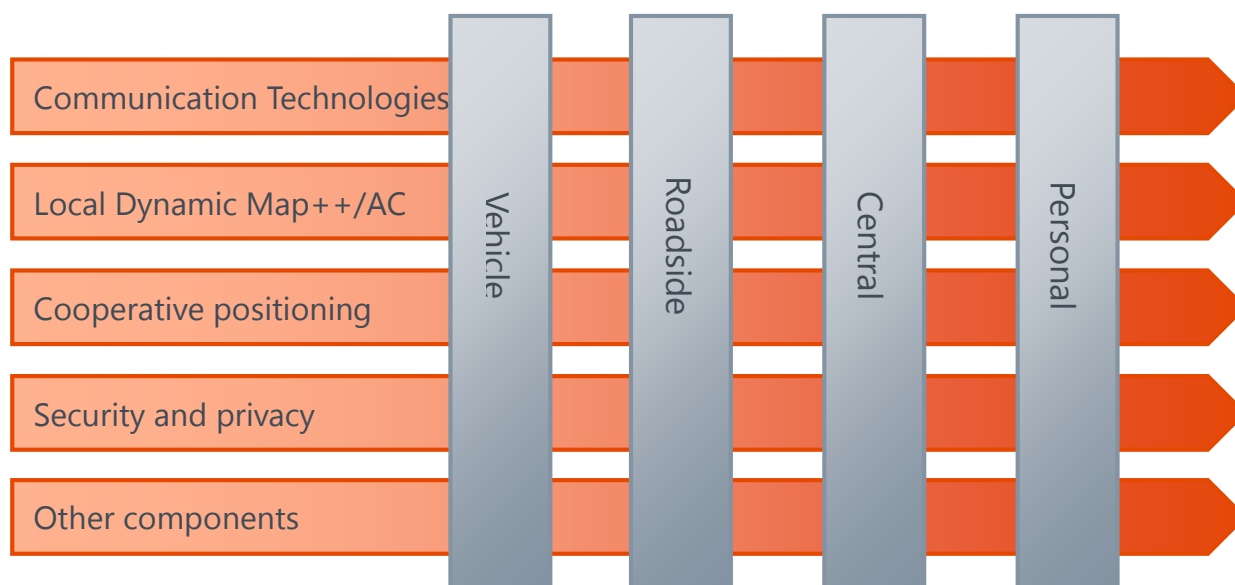 Communication Technologies
Local Dynamic Map++/AC
Cooperative positioning
Security and privacy
Other components
Vehicle
Roadside
Central
Personal